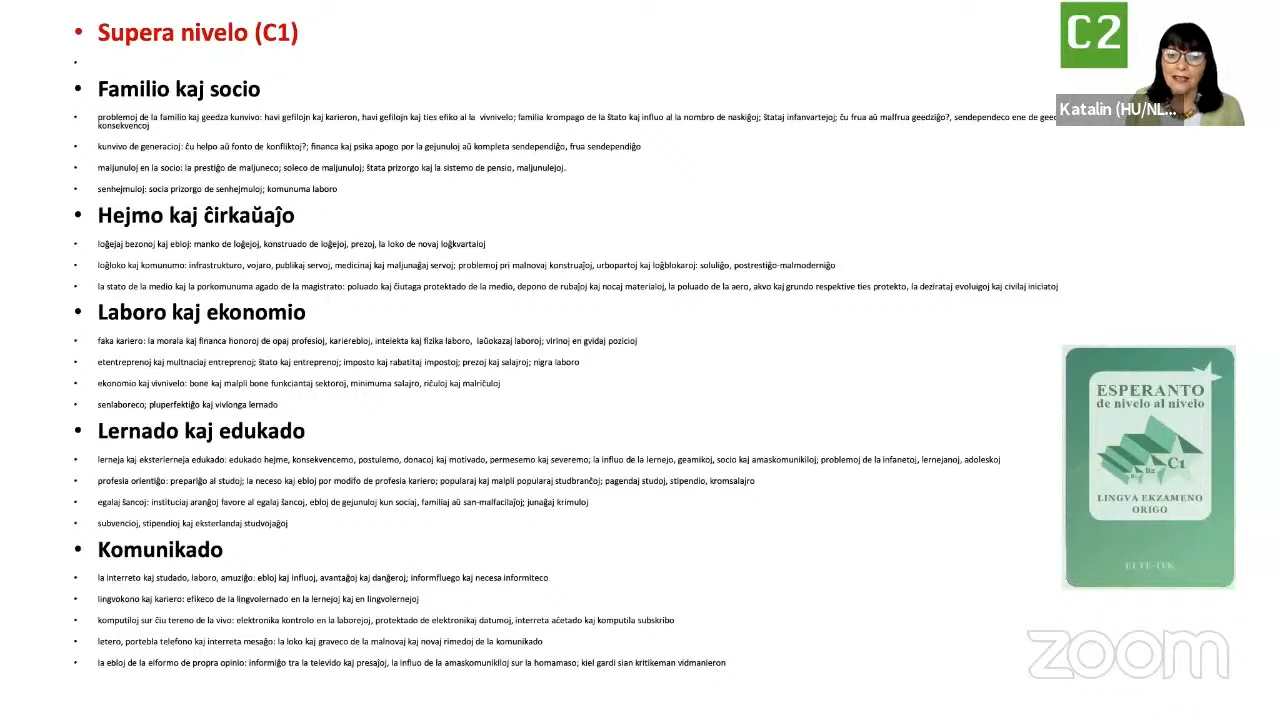 Supera nivelo (C1)
Familio kaj socio
problemoj de la familio kaj geedza kunvivo: havi gefilojn kaj karieron, havi gefilojn kaj ties efiko al la vivnivelo; familia krompago de la ŝtato kaj influo al la nombro de naskiĝoj; ŝtataj infanvartejoj; ĉu frua aŭ malfrua geedziĝo?, sendependeco ene de
konsekvencoj
kunvivo de generacioj: ĉu helpo aŭ fonto de konfliktoj?; financa kaj psika apogo por la gejunuloj aŭ kompleta sendependiĝo, frua sendependiĝo
maljunuloj en la socio: la prestiĝo de maljuneco; soleco de maljunuloj; ŝtata prizorgo kaj la sistemo de pensio, maljunulejoj.
senhejmuloj: socia prizorgo de senhejmuloj; komunuma laboro
Hejmo kaj ĉirkaŭaĵo
loĝejaj bezonoj kaj ebloj: manko de loĝejoj, konstruado de loĝejoj, prezoj, la loko de novaj loĝkvartaloj
loĝloko kaj komunumo: infrastrukturo, vojaro, publikaj servoj, medicinaj kaj maljunaĝaj servoj; problemoj pri malnovaj konstruaĵoj, urbopartoj kaj loĝblokaroj: soluliĝo, postrestiĝo-malmoderniĝo
la stato de la medio kaj la porkomunuma agado de la magistrato: poluado kaj ĉiutaga protektado de la medio, depono de rubaĵoj kaj nocaj materialoj, la poluado de la aero, akvo kaj grundo respektive ties protekto, la dezirataj evoluigoj kaj civilaj iniciatoj
Laboro kaj ekonomio
faka kariero: la morala kaj financa honoroj de opaj profesioj, karierebloj, intelekta kaj fizika laboro, laŭokazaj laboroj; virinoj en gvidaj pozicioj
etentreprenoj kaj multnaciaj entreprenoj; ŝtato kaj entreprenoj; imposto kaj rabatitaj impostoj; prezoj kaj salajroj; nigra laboro
ekonomio kaj vivnivelo: bone kaj malpli bone funkciantaj sektoroj, minimuma salajro, riĉuloj kaj malriĉuloj
senlaboreco; pluperfektiĝo kaj vivlonga lernado
Lernado kaj edukado
lerneja kaj eksterlerneja edukado: edukado hejme, konsekvencemo, postulemo, donacoj kaj motivado, permesemo kaj severemo; la influo de la lernejo, geamikoj, socio kaj amaskomunikiloj; problemoj de la infanetoj, lernejanoj, adoleskoj
profesia orientiĝo: prepariĝo al studoj; la neceso kaj eblo por modifo de profesia kariero; popularaj kaj malpli popularaj studbranĉoj; pagendaj studoj, stipendio, kromsalajro
egalaj ŝancoj: instituciaj aranĝoj favore al egalaj ŝancoj, ebloj de gejunuloj kun sociaj, familiaj aŭ san-malfacilaĵoj; junaĝaj krimuloj
subvencioj, stipendioj kaj eksterlandaj studvojaĝoj
Komunikado
la interreto kaj studado, laboro, amuziĝo: ebloj kaj influoj, avantaĝoj kaj danĝeroj; informfluego kaj necesa informiteco
lingvokono kaj kariero: efikeco de la lingvolernado en la lernejoj kaj en lingvolernejoj
komputiloj sur ĉiu tereno de la vivo: elektronika kontrolo en la laborejoj, protektado de elektronikaj datumoj, interreta aĉetado kaj komputila subskribo
letero, portebla telefono kaj interreta mesaĝo: la loko kaj graveco de la malnovaj kaj novaj rimedoj de la komunikado
la ebloj de la elformo de propra opinio: informiĝo tra la televido kaj presaĵoj, la influo de la amaskomunikiloj sur la homamaso; kiel gardi sian kritikeman vidmanieron
C2
Katalin (HU/NL...
ESPERANTO
de nivelo al nivelo
B2
C1
LINGVA EKZAMENO
ORIGO
ELTE-ITK
zoom